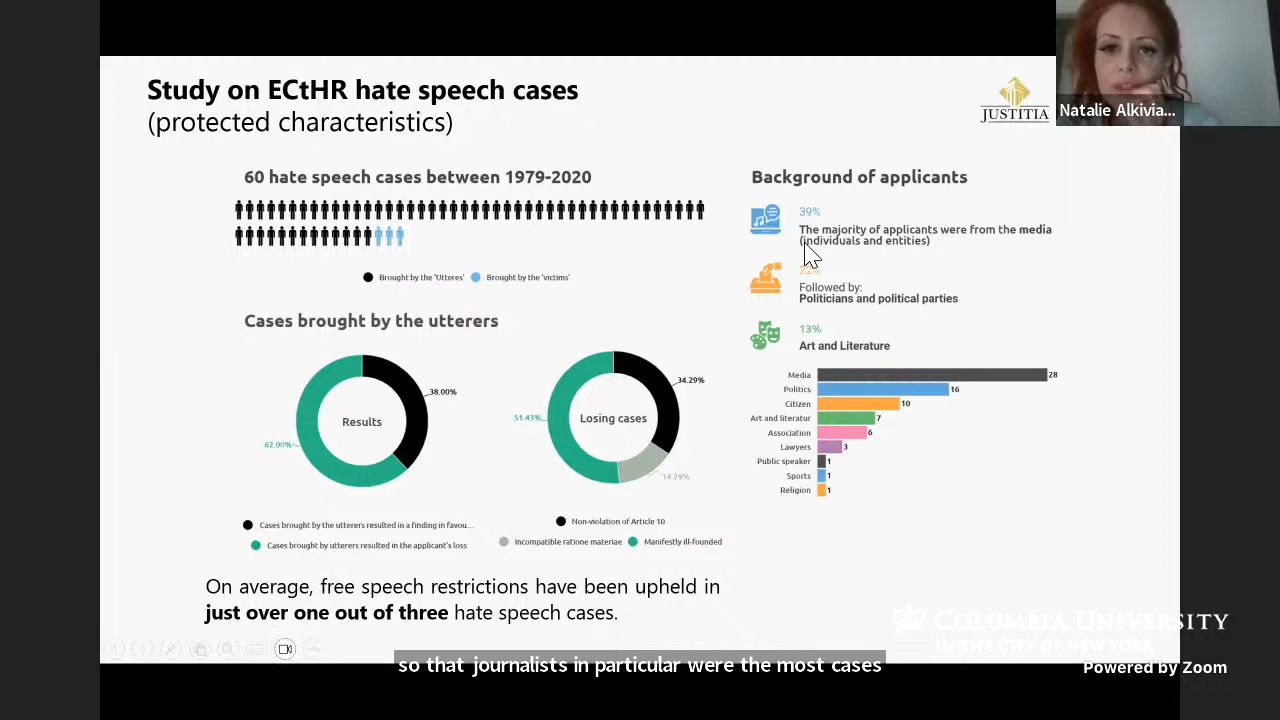 Study on ECtHR hate speech cases
(protected characteristics)
JUSTITIA
Natalie Alkivia...
60 hate speech cases between 1979-2020
Brought by the 'Utteres'
Brought by the 'victims'
Cases brought by the utterers
Results
38.00%
62.00%
Cases brought by the utterers resulted in a finding in favou...
Cases brought by utterers resulted in the applicant's loss
Losing cases
34.29%
51.43%
14.29%
Non-violation of Article 10
Incompatible ratione materiae
Manifestly ill-founded
On average, free speech restrictions have been upheld in
just over one out of three hate speech cases.
Background of applicants
39%
The majority of applicants were from the media
(individuals and entities)
22%
Followed by:
Politicians and political parties
13%
Art and Literature
Media 28
Politics 16
Citizen 10
Art and literatur 7
Association 6
Lawyers 3
Public speaker 1
Sports 1
Religion 1
COLUMBIA UNIVERSITY
IN THE CITY OF NEW YORK
so that journalists in particular were the most cases
Powered by Zoom